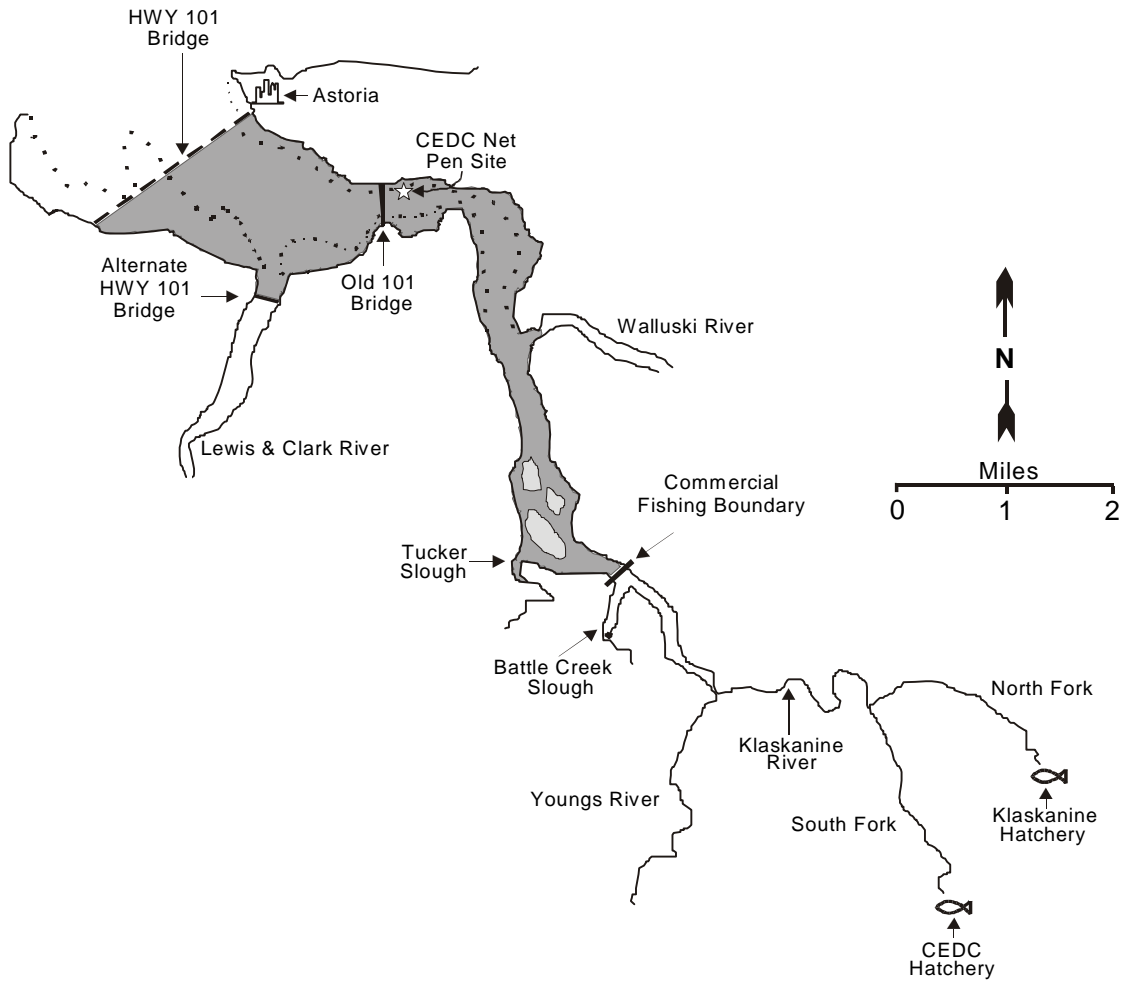 HWY 101
Bridge
Astoria
CEDC Net
Pen Site
Alternate
HWY 101
Bridge
Old 101
Bridge
Walluski River
N
Lewis & Clark River
Miles
0 1 2
Commercial
Fishing Boundary
Tucker
Slough
Battle Creek
Slough
North Fork
Klaskanine
River
Youngs River
South Fork
Klaskanine
Hatchery
CEDC
Hatchery